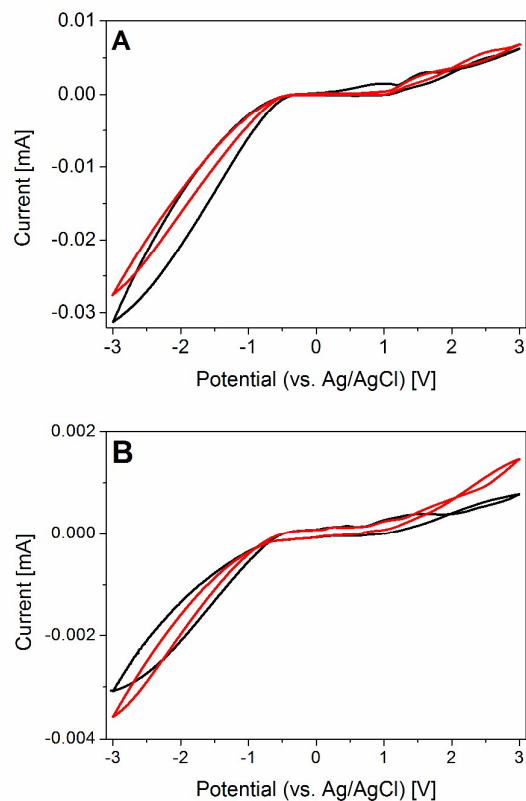 A
0.01
0.00
-0.01
-0.02
-0.03
Current [mA]
-3 -2 -1 0 1 2 3
Potential (vs. Ag/AgCl) [V]
B
0.002
0.000
-0.002
-0.004
Current [mA]
-3 -2 -1 0 1 2 3
Potential (vs. Ag/AgCl) [V]